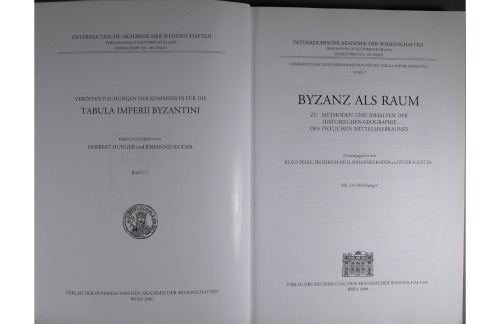 ÖSTERREICHISCHE AKADEMIE DER WISSENSCHAFTEN
PHILOSOPHISCH-HISTORISCHE KLASSE
DENKSCHRIFTEN, 283. BAND
VERÖFFENTLICHUNGEN DER KOMMISSION FÜR DIE
TABULA IMPERII BYZANTINI
HERAUSGEGEBEN VON
HERBERT HUNGER und JOHANNES KODER
BAND 7
VERLAG DER ÖSTERREICHISCHEN AKADEMIE DER WISSENSCHAFTEN
WIEN 2000
ÖSTERREICHISCHE AKADEMIE DER WISSENSCHAFTEN
PHILOSOPHISCH-HISTORISCHE KLASSE
DENKSCHRIFTEN, 283. BAND
VERÖFFENTLICHUNGEN DER KOMMISSION FÜR DIE TABULA IMPERII BYZANTINI
BAND 7
BYZANZ ALS RAUM
ZU METHODEN UND INHALTEN DER
HISTORISCHEN GEOGRAPHIE
DES ÖSTLICHEN MITTELMEERRAUMES
Herausgegeben von
KLAUS BELKE, FRIEDRICH HILD, JOHANNES KODER und PETER SOUSTAL
Mit 131 Abbildungen
VERLAG DER ÖSTERREICHISCHEN AKADEMIE DER WISSENSCHAFTEN
WIEN 2000